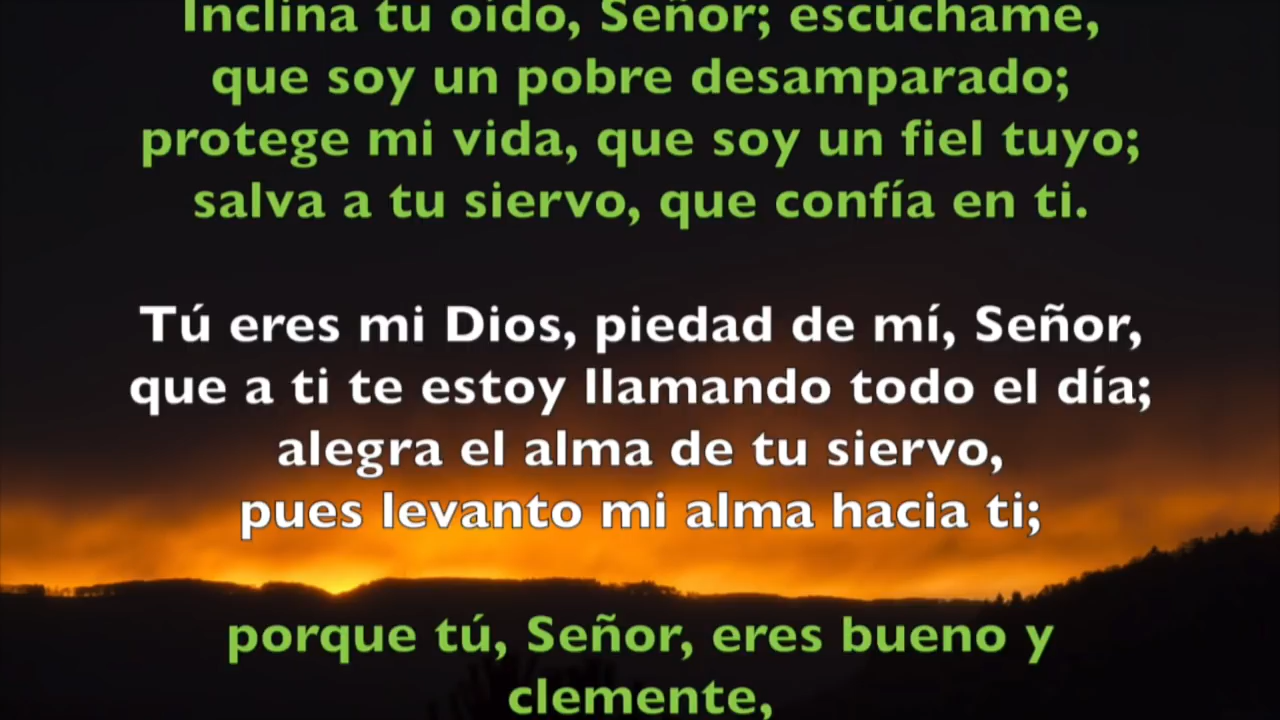 Inclina tu oído, Señor; escúchame,
que soy un pobre desamparado;
protege mi vida, que soy un fiel tuyo;
salva a tu siervo, que confía en ti.
Tú eres mi Dios, piedad de mí, Señor,
que a ti te estoy llamando todo el día;
alegra el alma de tu siervo,
pues levanto mi alma hacia ti;
porque tú, Señor, eres bueno y
clemente,